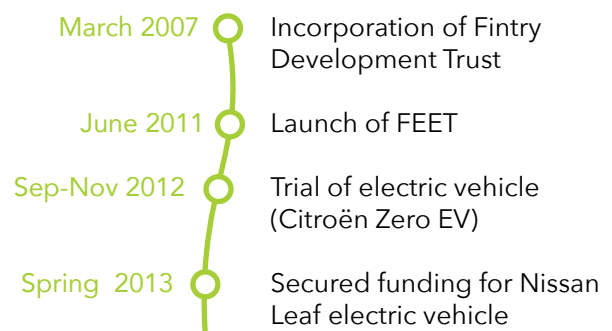 March 2007 Incorporation of Fintry
Development Trust
June 2011 Launch of FEET
Sep-Nov 2012 Trial of electric vehicle
(Citroën Zero EV)
Spring 2013 Secured funding for Nissan
Leaf electric vehicle